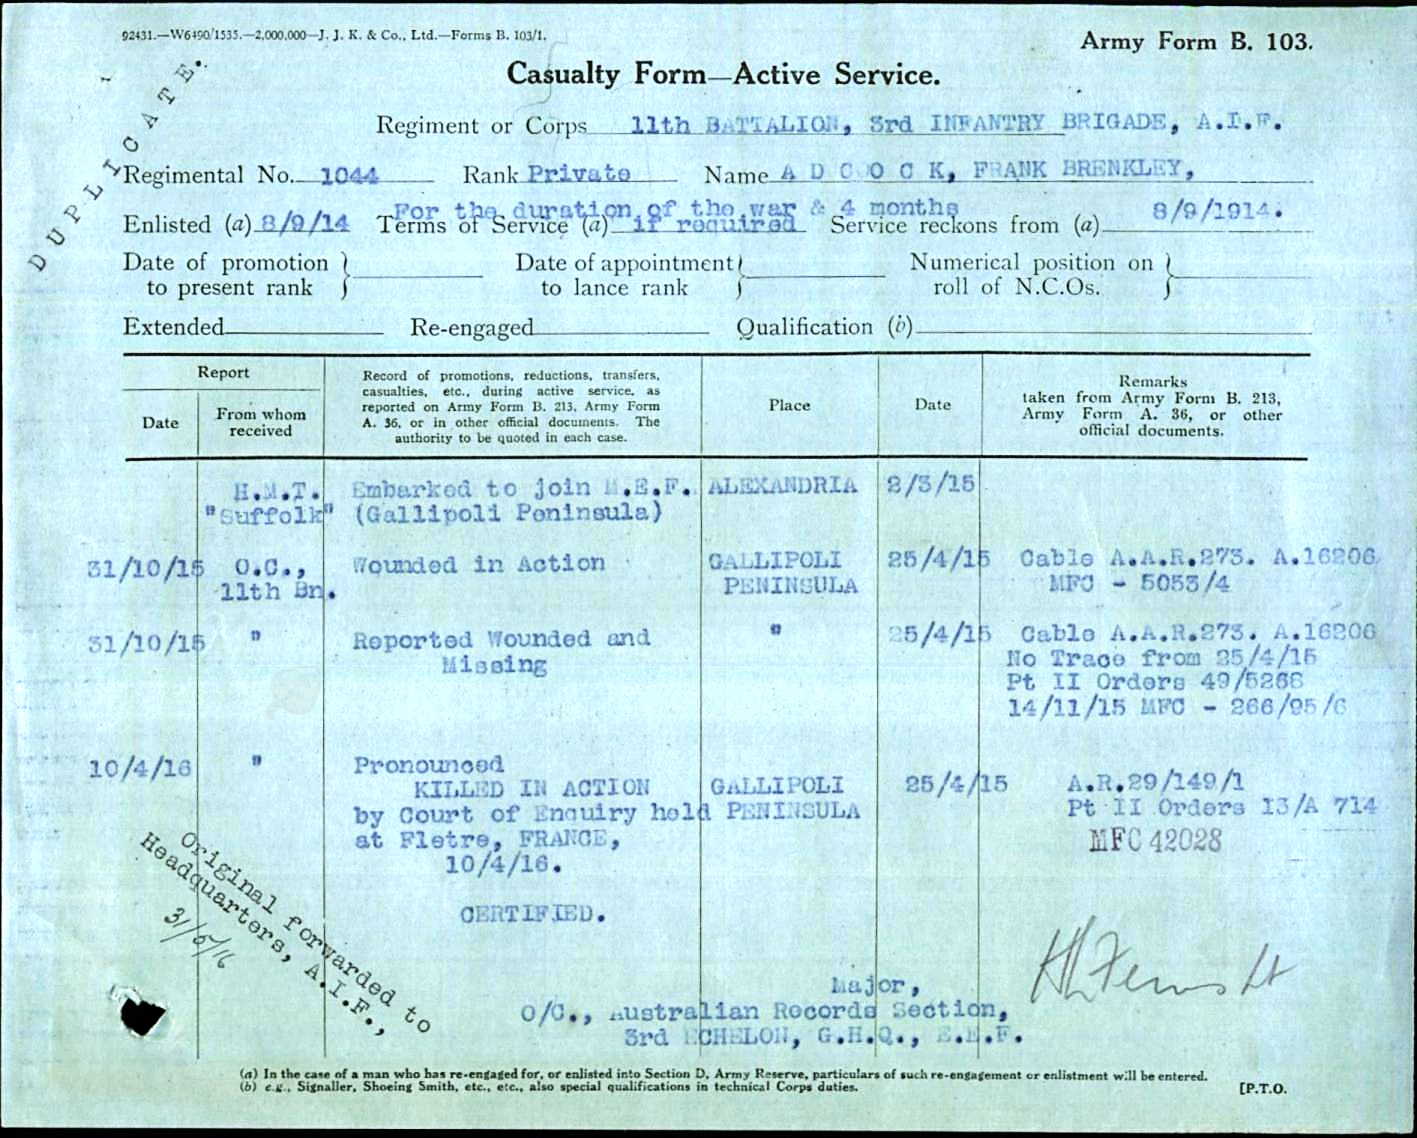 92431.—W6490/1535.—2,000,000—J. J. K. & Co., Ltd.—Forms B. 103/1.
Army Form B. 103.
DUPLICATE.
Casualty Form—Active Service.
Regiment or Corps 11th BATTALION, 3rd INFANTRY BRIGADE, A.I.F.
Regimental No. 1044 Rank Private Name A D C O C K, FRANK BRENKLEY,
For the duration of the war & 4 months
Enlisted (a) 8/9/14 Terms of Service (a) if required Service reckons from (a) 8/9/1914.
Date of promotion } Date of appointment } Numerical position on }
to present rank } to lance rank } roll of N.C.Os. }
Extended Re-engaged Qualification (b)
Report
Date
From whom
received
Record of promotions, reductions, transfers,
casualties, etc., during active service, as
reported on Army Form B. 213, Army Form
A. 36, or in other official documents. The
authority to be quoted in each case.
Place
Date
Remarks
taken from Army Form B. 213,
Army Form A. 36, or other
official documents.
H.M.T. Embarked to join M.E.F. ALEXANDRIA 2/3/15
"Suffolk" (Gallipoli Peninsula)
31/10/15 O.C., Wounded in Action GALLIPOLI 25/4/15 Cable A.A.R.273. A.16206
11th Bn. PENINSULA MFC - 5053/4
31/10/15 " Reported Wounded and " 25/4/15 Cable A.A.R.273. A.16206
Missing No Trace from 25/4/15
Pt II Orders 49/5266
14/11/15 MFC - 266/95/6
10/4/16 " Pronounced
KILLED IN ACTION GALLIPOLI 25/4/15 A.R.29/149/1
by Court of Enquiry held PENINSULA Pt II Orders 13/A 714
at Fletre, FRANCE, MFC 42028
10/4/16.
CERTIFIED.
Original forwarded to
Headquarters, A.I.F.,
31/5/16
Major,
O/C., Australian Records Section,
3rd ECHELON, G.H.Q., E.E.F.
(a) In the case of a man who has re-engaged for, or enlisted into Section D, Army Reserve, particulars of such re-engagement or enlistment will be entered.
(b) e.g., Signaller, Shoeing Smith, etc., etc., also special qualifications in technical Corps duties.
[P.T.O.